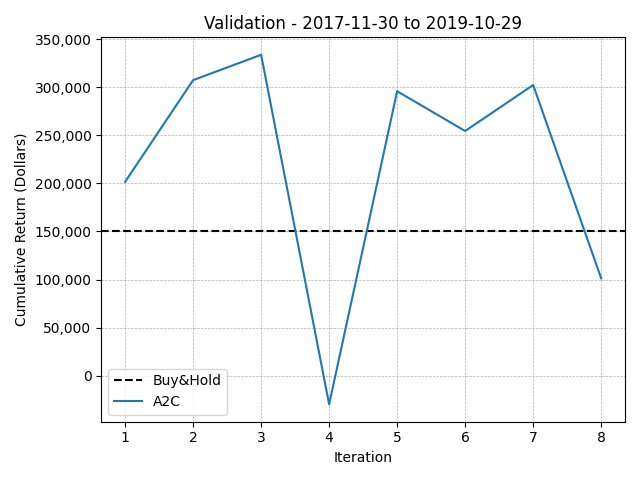 Validation - 2017-11-30 to 2019-10-29
Cumulative Return (Dollars)
350,000
300,000
250,000
200,000
150,000
100,000
50,000
0
Buy&Hold
A2C
1 2 3 4 5 6 7 8
Iteration